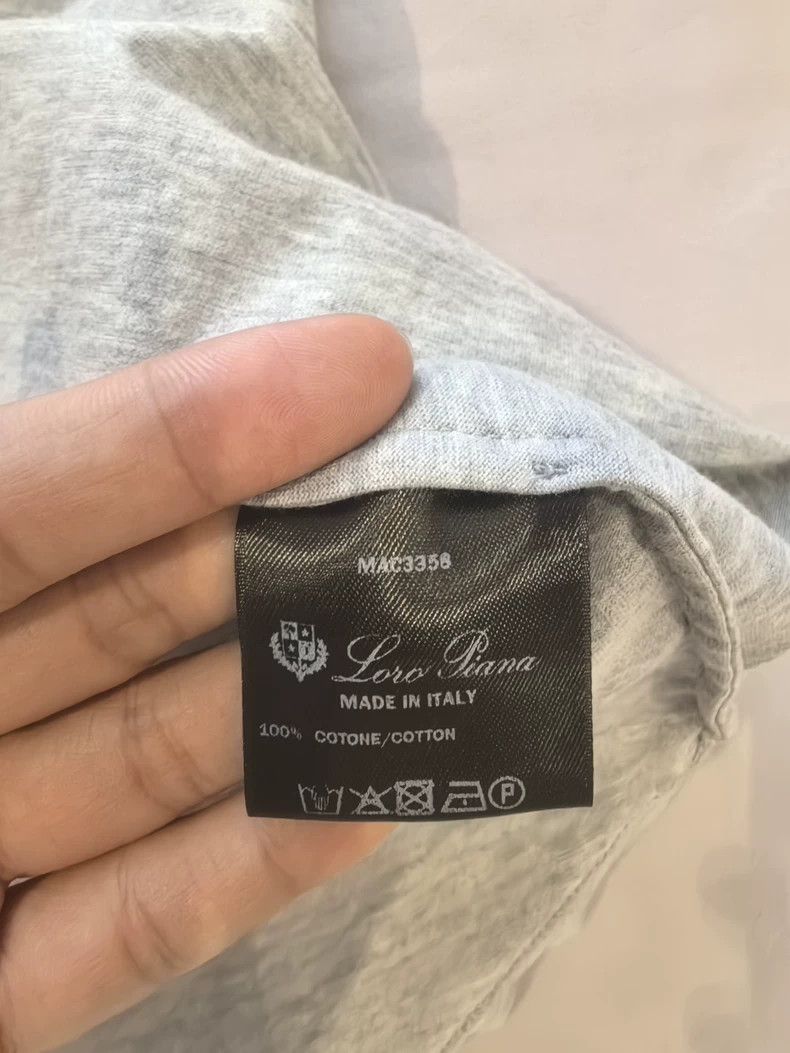 MAC3358
Loro Piana
MADE IN ITALY
100% COTONE/COTTON
P